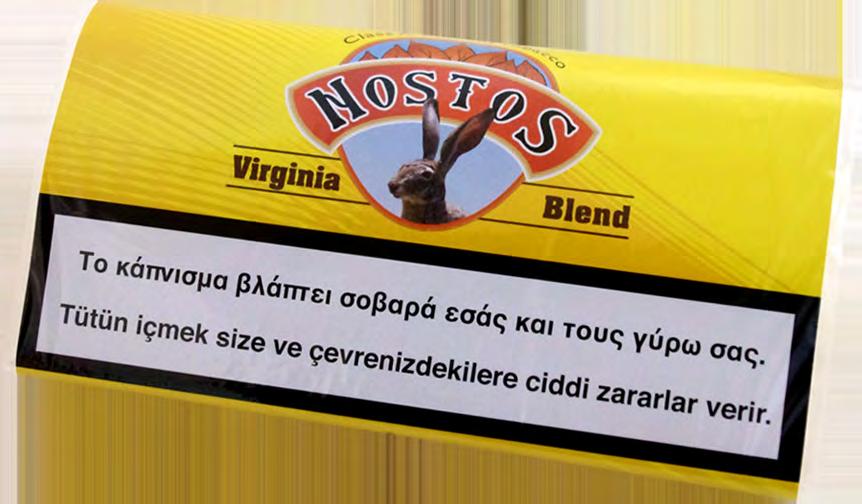 NOSTOS
Virginia
Blend
Το κάπνισμα βλάπτει σοβαρά εσάς και τους γύρω σας.
Tütün içmek size ve çevrenizdekilere ciddi zararlar verir.